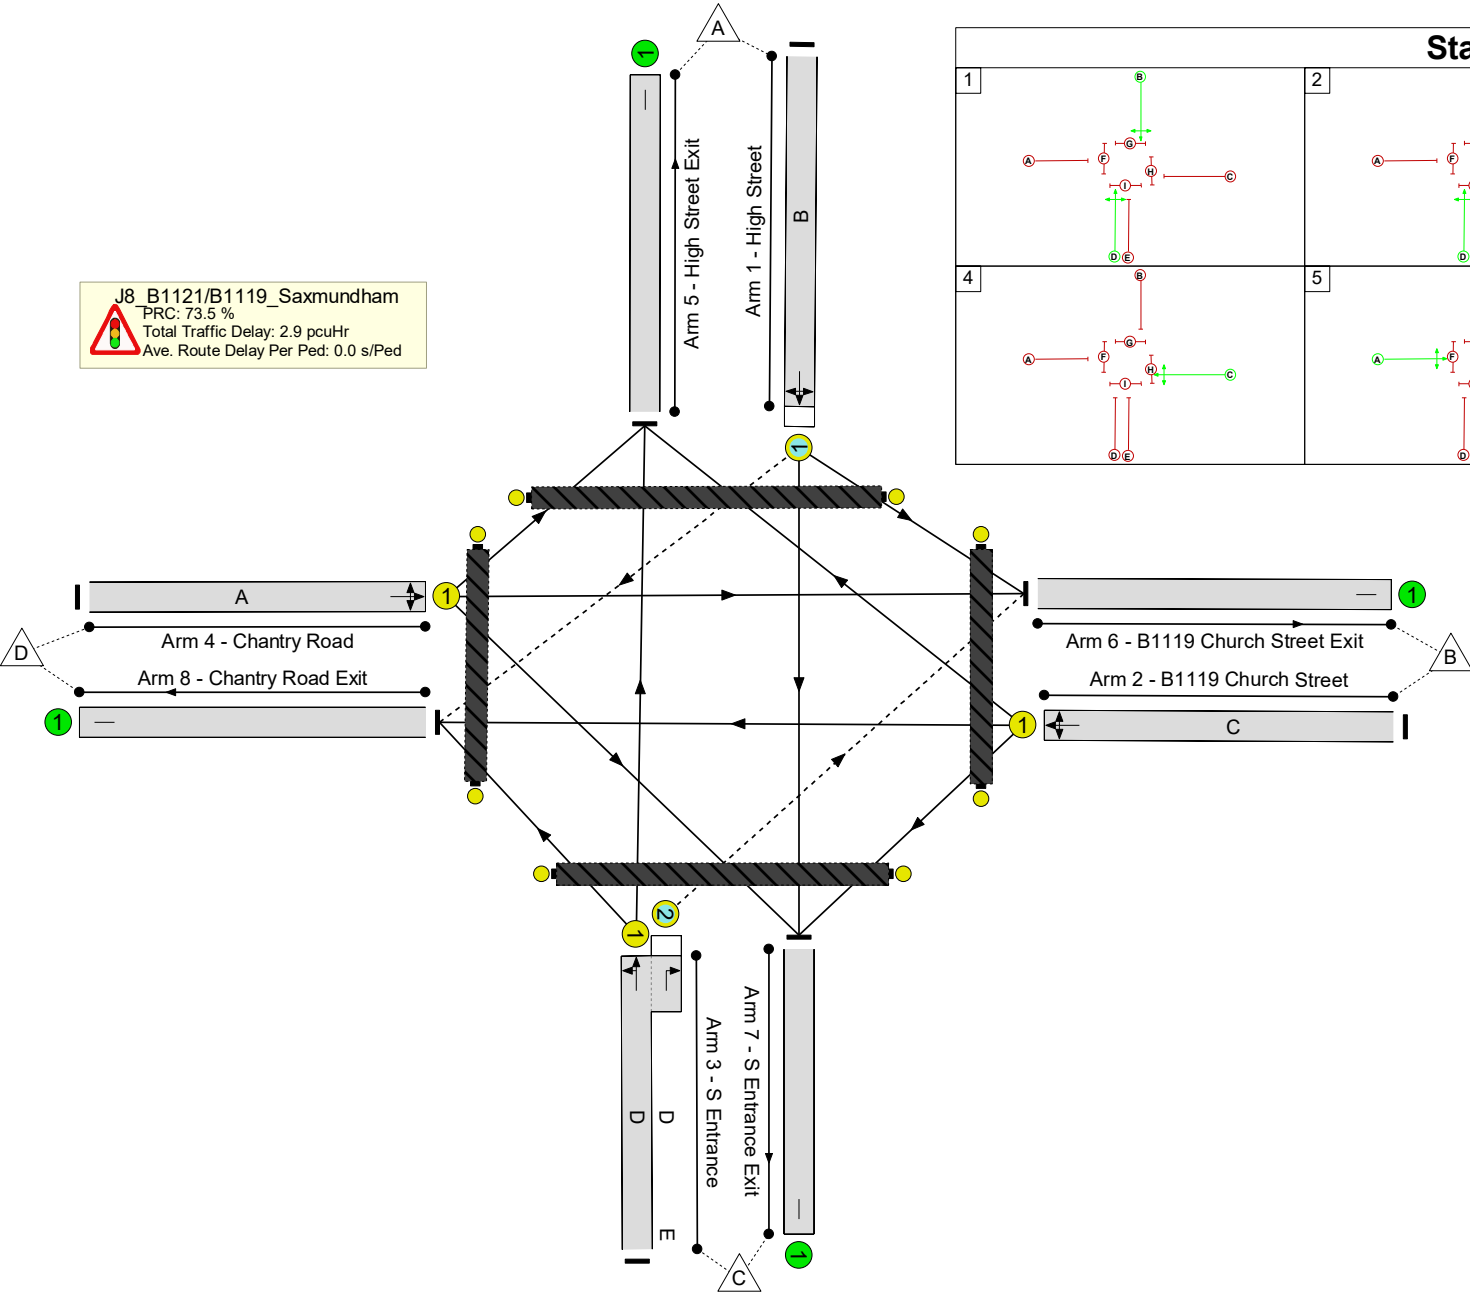 A
Sta
1
2
B
G
A
F
H
C
I
D
E
A
F
D
4
5
B
G
A
F
H
C
I
D
E
A
F
D
J8_B1121/B1119_Saxmundham
PRC: 73.5 %
Total Traffic Delay: 2.9 pcuHr
Ave. Route Delay Per Ped: 0.0 s/Ped
1
Arm 5 - High Street Exit
Arm 1 - High Street
B
1
A
1
Arm 4 - Chantry Road
D
Arm 8 - Chantry Road Exit
1
1
Arm 6 - B1119 Church Street Exit
B
Arm 2 - B1119 Church Street
1
C
2
1
D
D
E
Arm 3 - S Entrance
Arm 7 - S Entrance Exit
1
C